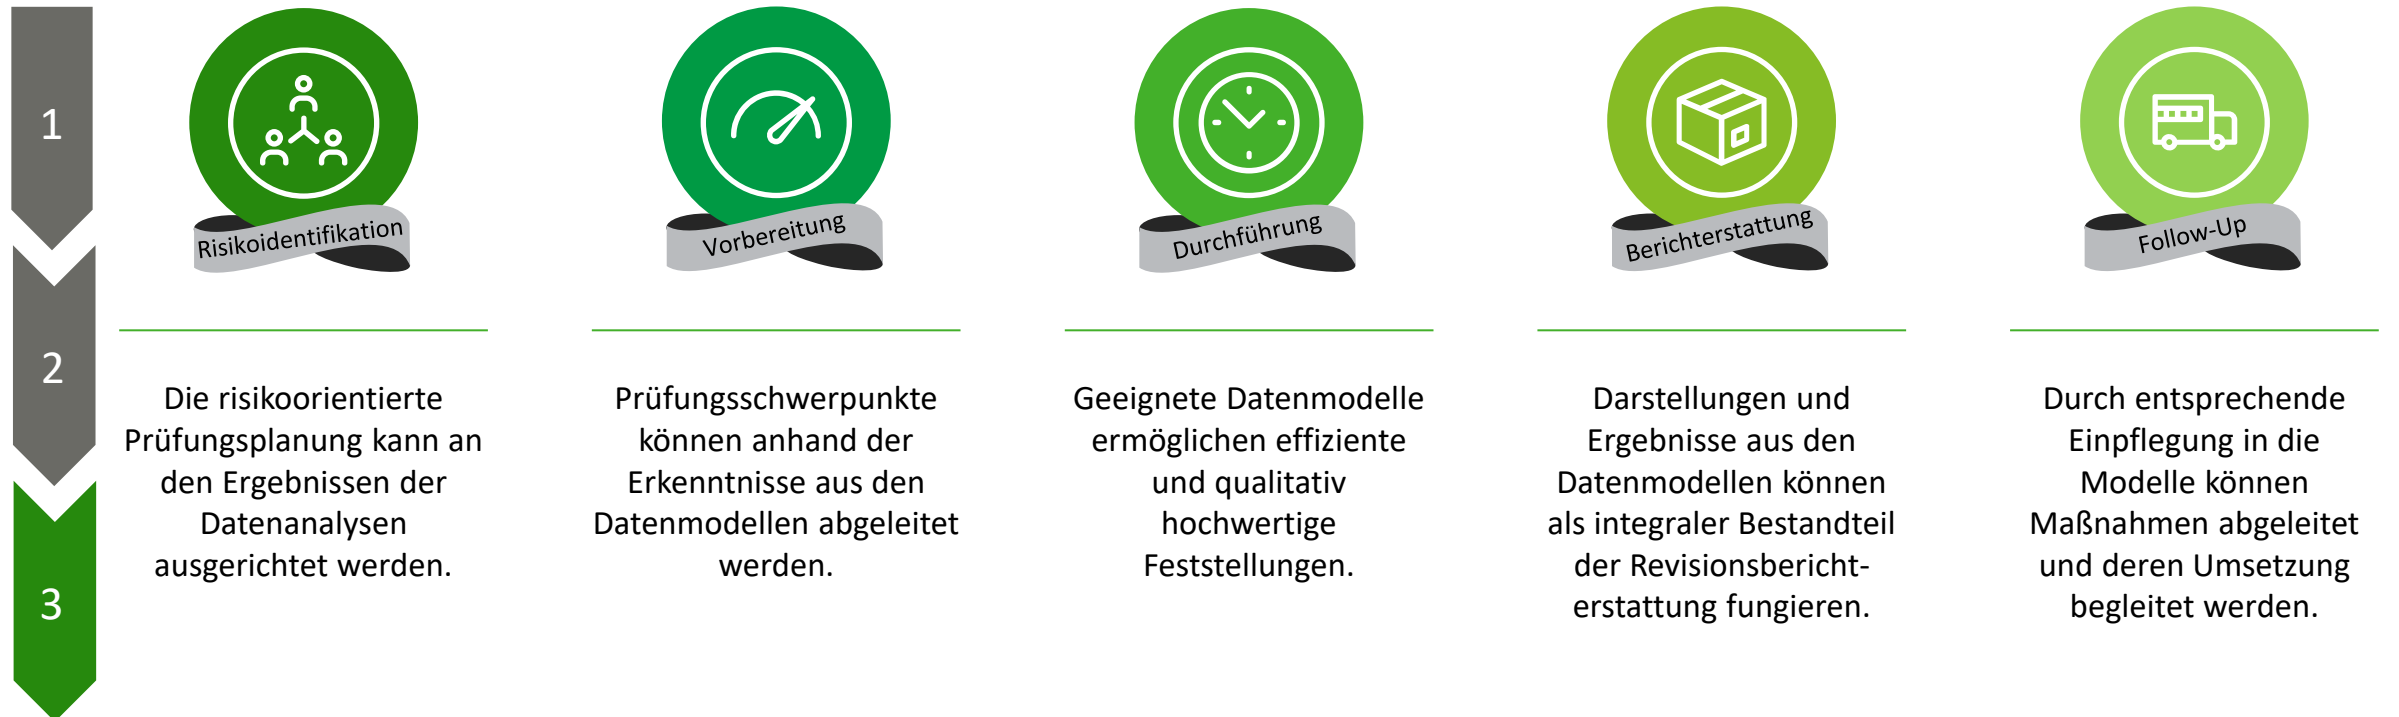 1
2
3
Risikoidentifikation
Die risikoorientierte
Prüfungsplanung kann an
den Ergebnissen der
Datenanalysen
ausgerichtet werden.
Vorbereitung
Prüfungsschwerpunkte
können anhand der
Erkenntnisse aus den
Datenmodellen abgeleitet
werden.
Durchführung
Geeignete Datenmodelle
ermöglichen effiziente
und qualitativ
hochwertige
Feststellungen.
Berichterstattung
Darstellungen und
Ergebnisse aus den
Datenmodellen können
als integraler Bestandteil
der Revisionsbericht-
erstattung fungieren.
Follow-Up
Durch entsprechende
Einpflegung in die
Modelle können
Maßnahmen abgeleitet
und deren Umsetzung
begleitet werden.